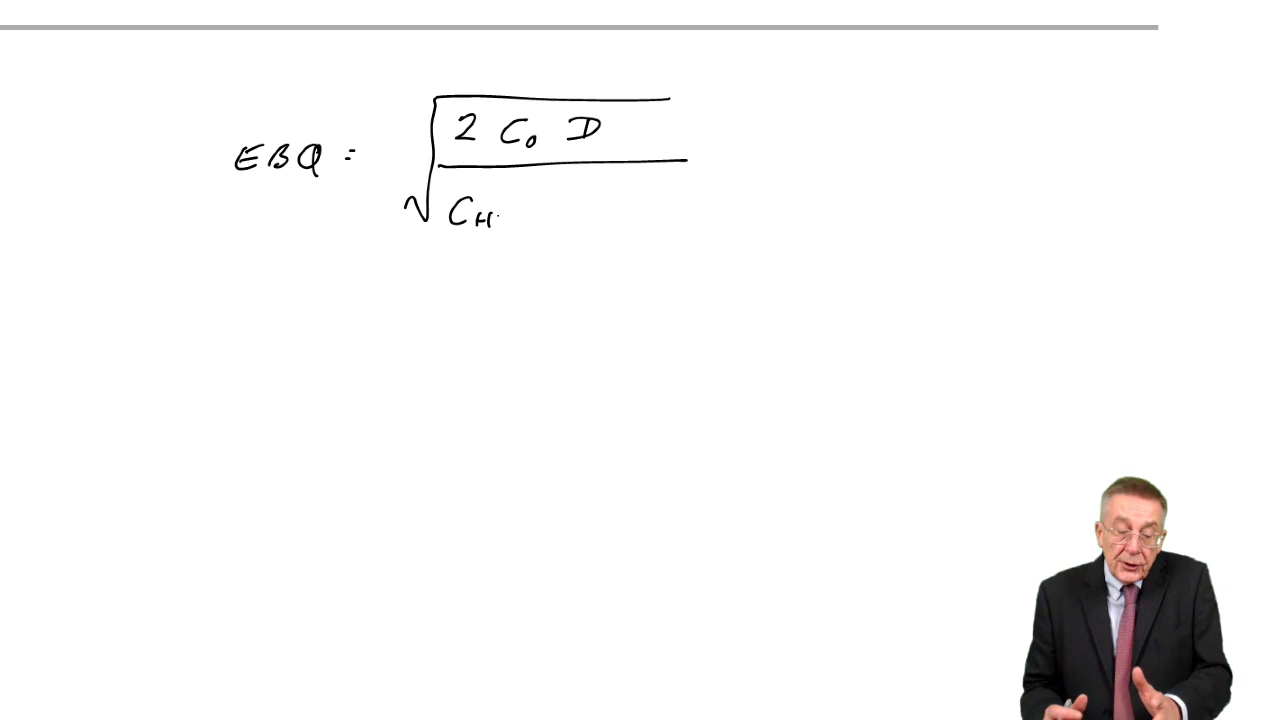 EBQ = √
2 C₀ D
C_H